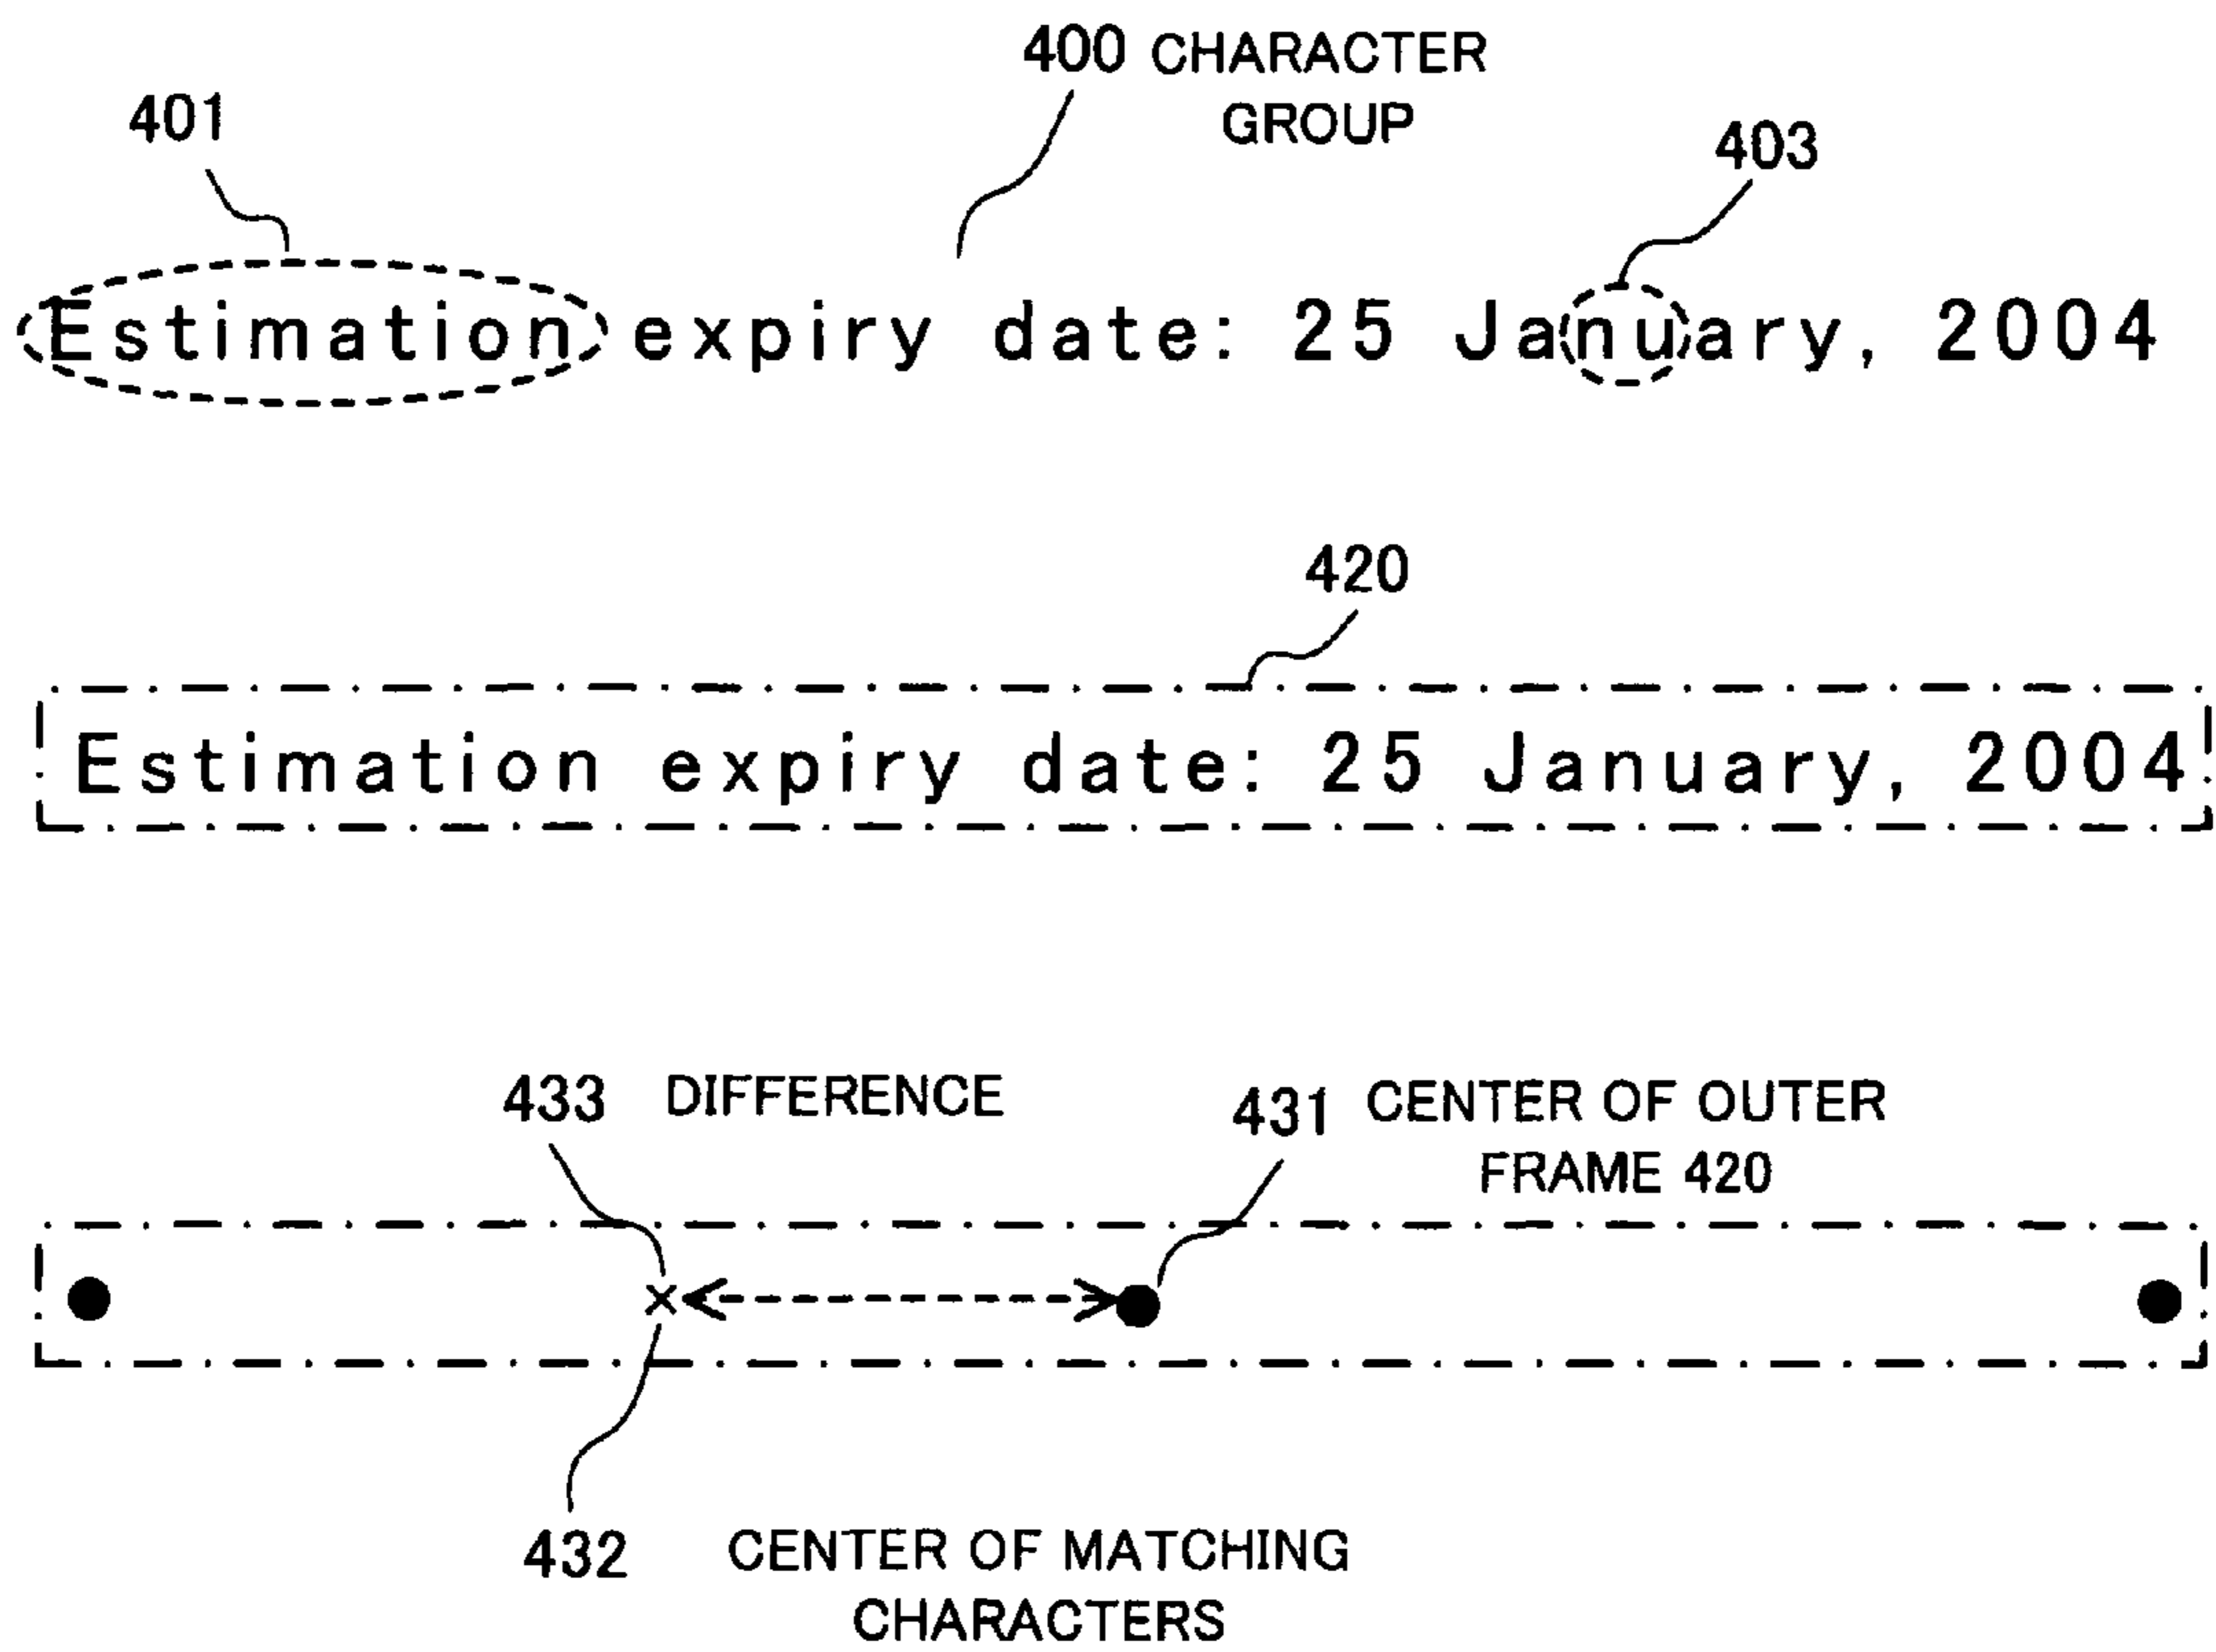 400 CHARACTER
GROUP
401
403
Estimation expiry date: 25 January, 2004
420
Estimation expiry date: 25 January, 2004
433 DIFFERENCE
431 CENTER OF OUTER
FRAME 420
432 CENTER OF MATCHING
CHARACTERS